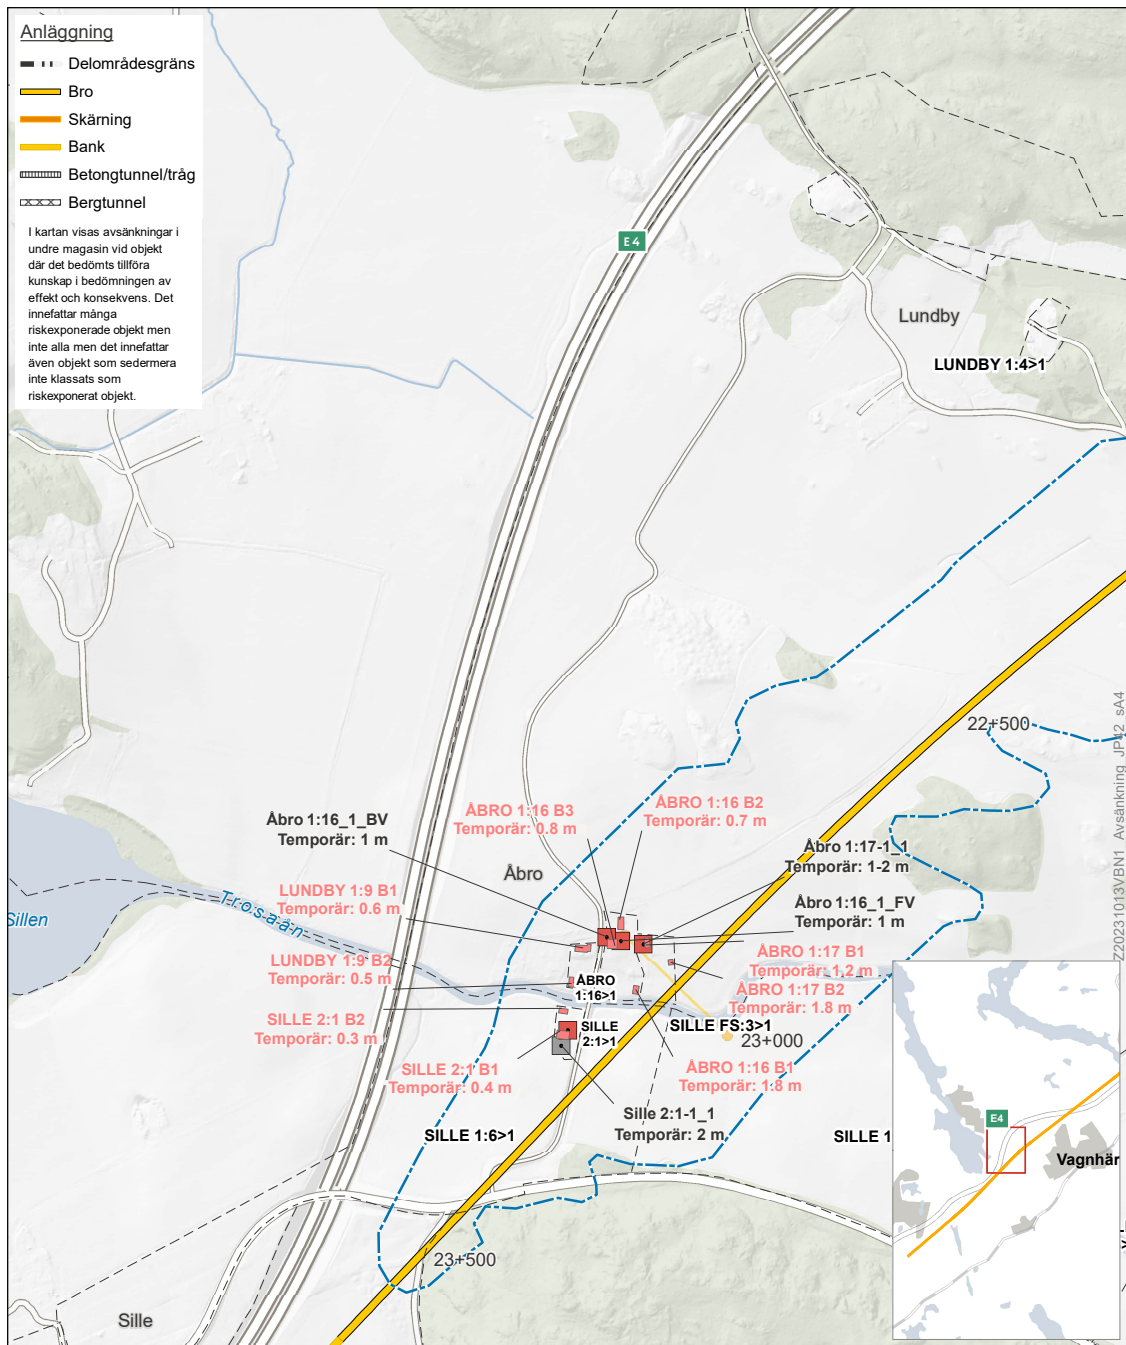 Anläggning
Delområdesgräns
Bro
Skärning
Bank
Betongtunnel/tråg
Bergtunnel
I kartan visas avsänkningar i
undre magasin vid objekt
där det bedömts tillföra
kunskap i bedömningen av
effekt och konsekvens. Det
innefattar många
riskexponerade objekt men
inte alla men det innefattar
även objekt som sedermera
inte klassats som
riskexponerat objekt.
E4
Lundby
LUNDBY 1:4>1
22+500
ÅBRO 1:16 B3
Temporär: 0.8 m
ÅBRO 1:16 B2
Temporär: 0.7 m
Åbro 1:16_1_BV
Temporär: 1 m
Åbro 1:17-1_1
Temporär: 1-2 m
Åbro
LUNDBY 1:9 B1
Temporär: 0.6 m
Åbro 1:16_1_FV
Temporär: 1 m
Trosaån
Sillen
LUNDBY 1:9 B2
Temporär: 0.5 m
ÅBRO 1:17 B1
Temporär: 1.2 m
ÅBRO
1:16>1
ÅBRO 1:17 B2
Temporär: 1.8 m
SILLE 2:1 B2
Temporär: 0.3 m
SILLE
2:1>1
SILLE FS:3>1
23+000
SILLE 2:1 B1
Temporär: 0.4 m
ÅBRO 1:16 B1
Temporär: 1.8 m
Sille 2:1-1_1
Temporär: 2 m
SILLE 1:6>1
SILLE 1
23+500
Sille
E4
Vagnhär
ZZ20231013VBN1_Avsänkning_JP42_sA4